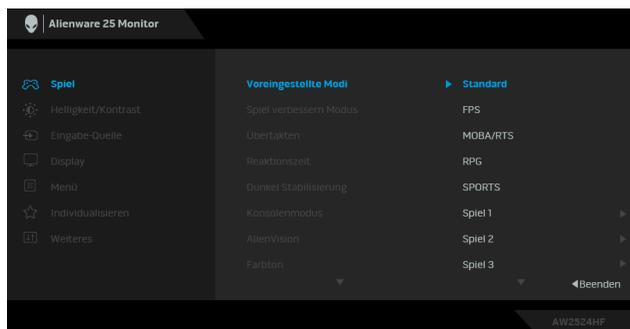 Alienware 25 Monitor
Spiel
Helligkeit/Kontrast
Eingabe-Quelle
Display
Menü
Individualisieren
Weiteres
Voreingestellte Modi
Spiel verbessern Modus
Übertakten
Reaktionszeit
Dunkel Stabilisierung
Konsolenmodus
AlienVision
Farbton
Standard
FPS
MOBA/RTS
RPG
SPORTS
Spiel 1
Spiel 2
Spiel 3
Beenden
AW2524HF